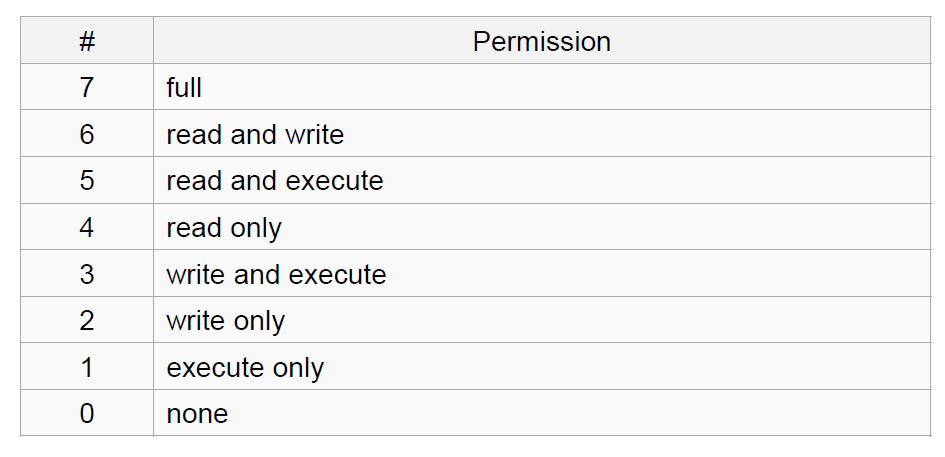 # Permission
7 full
6 read and write
5 read and execute
4 read only
3 write and execute
2 write only
1 execute only
0 none